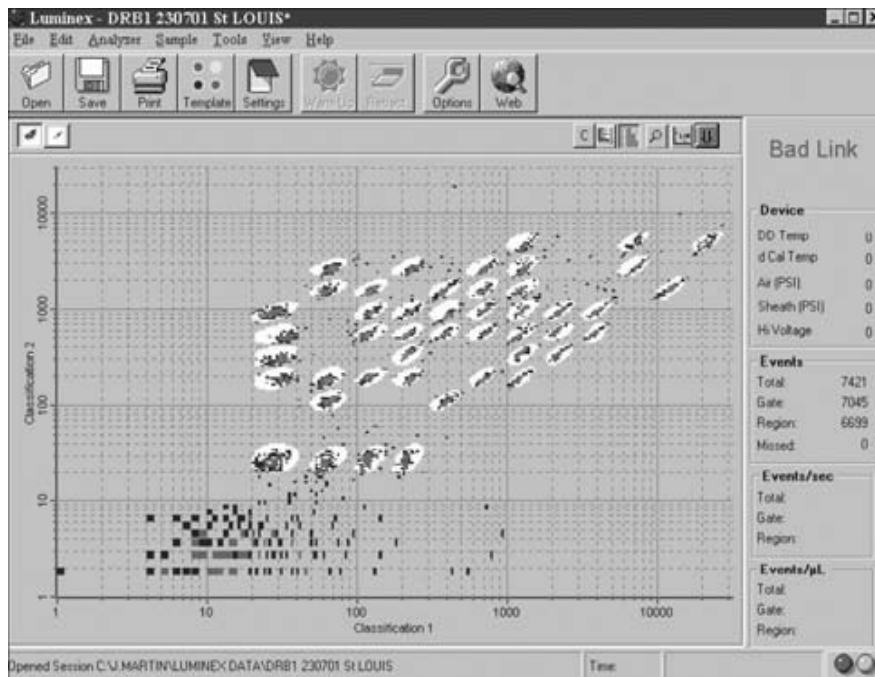 Luminex - DRB1 230701 St LOUIS*
File Edit Analyzer Sample Tools View Help
Open Save Print Template Settings Warm Up Retract Options Web
C
Bad Link
Device
DD Temp 0
d Cal Temp 0
Air (PSI) 0
Sheath (PSI) 0
Hi Voltage 0
Events
Total: 7421
Gate: 7045
Region: 6699
Missed: 0
Events/sec
Total:
Gate:
Region:
Events/µL
Total:
Gate:
Region:
Classification 2
10000
1000
100
10
1
1 10 100 1000 10000
Classification 1
Opened Session C:\J.MARTIN\LUMINEX DATA\DRB1 230701 St LOUIS Time: